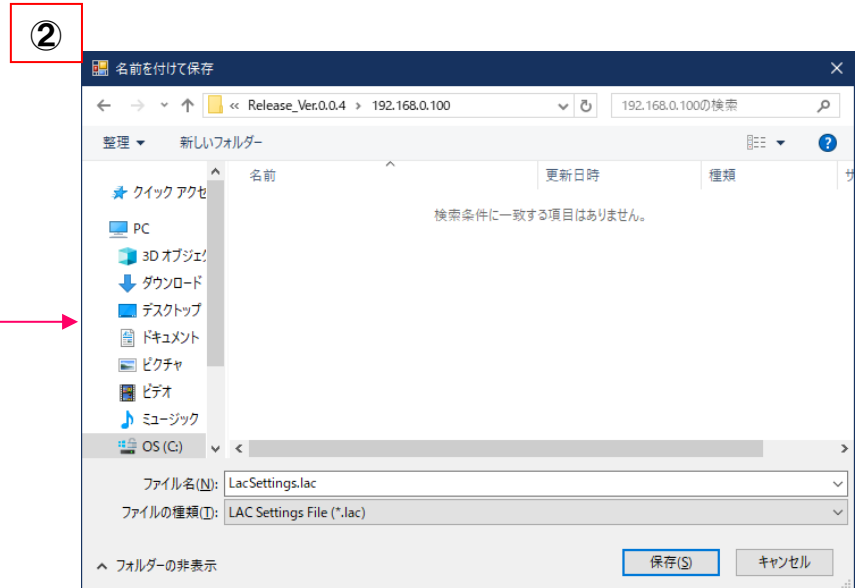 ②
名前を付けて保存
« Release_Ver.0.0.4 › 192.168.0.100
192.168.0.100の検索
整理
新しいフォルダー
名前
更新日時
種類
サ
検索条件に一致する項目はありません。
クイック アクセ
PC
3D オブジェク
ダウンロード
デスクトップ
ドキュメント
ピクチャ
ビデオ
ミュージック
OS (C:)
ファイル名(N): LacSettings.lac
ファイルの種類(T): LAC Settings File (*.lac)
フォルダーの非表示
保存(S)
キャンセル